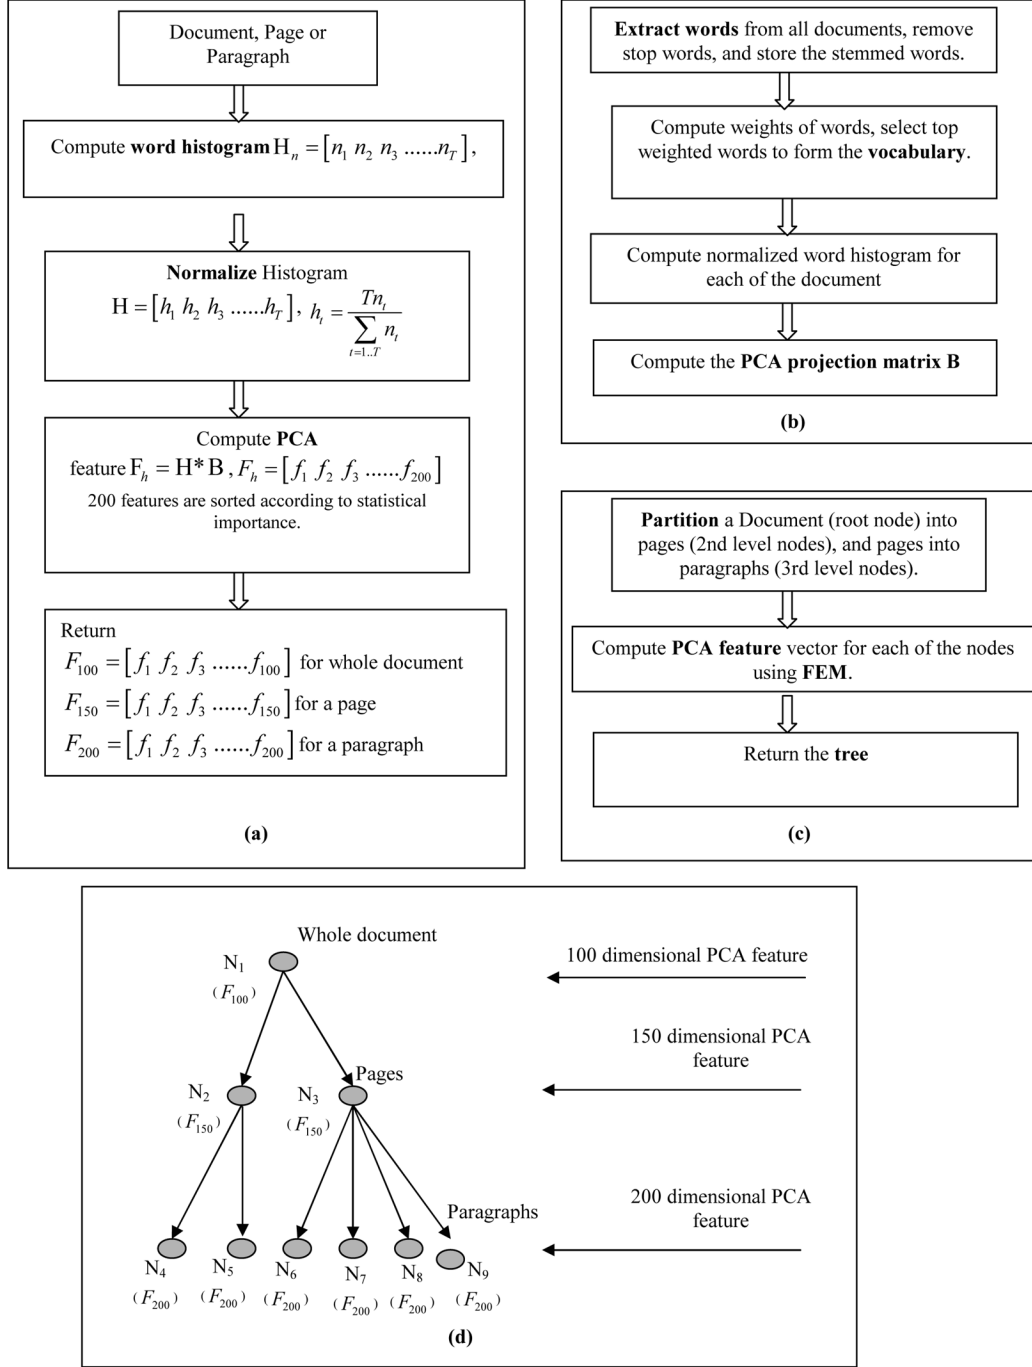 Document, Page or
Paragraph
Compute word histogram H_n = [n_1 n_2 n_3 ......n_T],
Normalize Histogram
H = [h_1 h_2 h_3 ......h_T], h_t = Tn_t / ∑_{t=1..T} n_t
Compute PCA
feature F_h = H* B, F_h = [f_1 f_2 f_3 ......f_200]
200 features are sorted according to statistical
importance.
Return
F_100 = [f_1 f_2 f_3 ......f_100] for whole document
F_150 = [f_1 f_2 f_3 ......f_150] for a page
F_200 = [f_1 f_2 f_3 ......f_200] for a paragraph
(a)
Extract words from all documents, remove
stop words, and store the stemmed words.
Compute weights of words, select top
weighted words to form the vocabulary.
Compute normalized word histogram for
each of the document
Compute the PCA projection matrix B
(b)
Partition a Document (root node) into
pages (2nd level nodes), and pages into
paragraphs (3rd level nodes).
Compute PCA feature vector for each of the nodes
using FEM.
Return the tree
(c)
Whole document
N_1
(F_100)
100 dimensional PCA feature
Pages
N_2
(F_150)
N_3
(F_150)
150 dimensional PCA
feature
Paragraphs
200 dimensional PCA
feature
N_4 N_5 N_6 N_7 N_8 N_9
(F_200) (F_200) (F_200) (F_200) (F_200) (F_200)
(d)